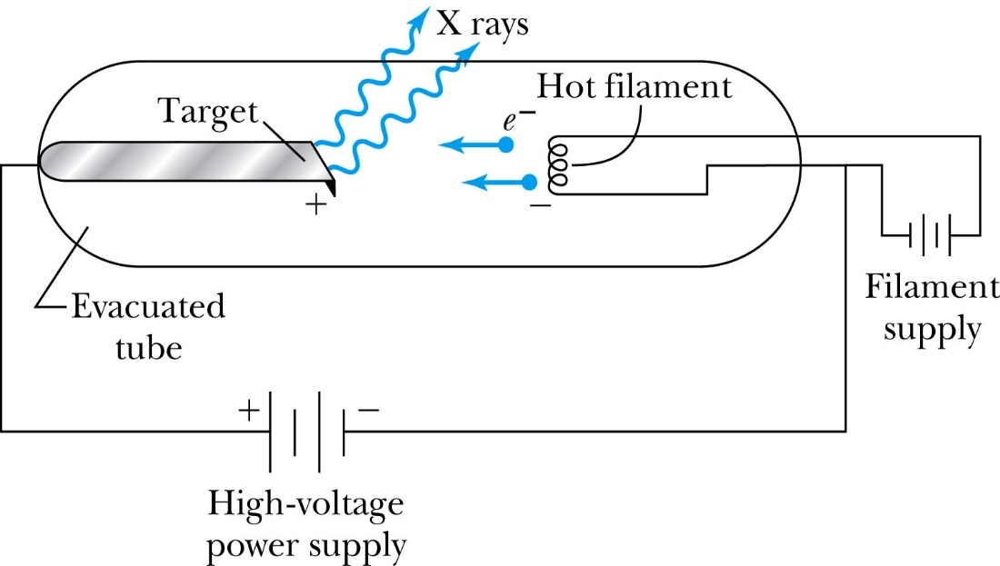 X rays
Hot filament
Target
e−
+
−
Evacuated
tube
Filament
supply
+
−
High-voltage
power supply